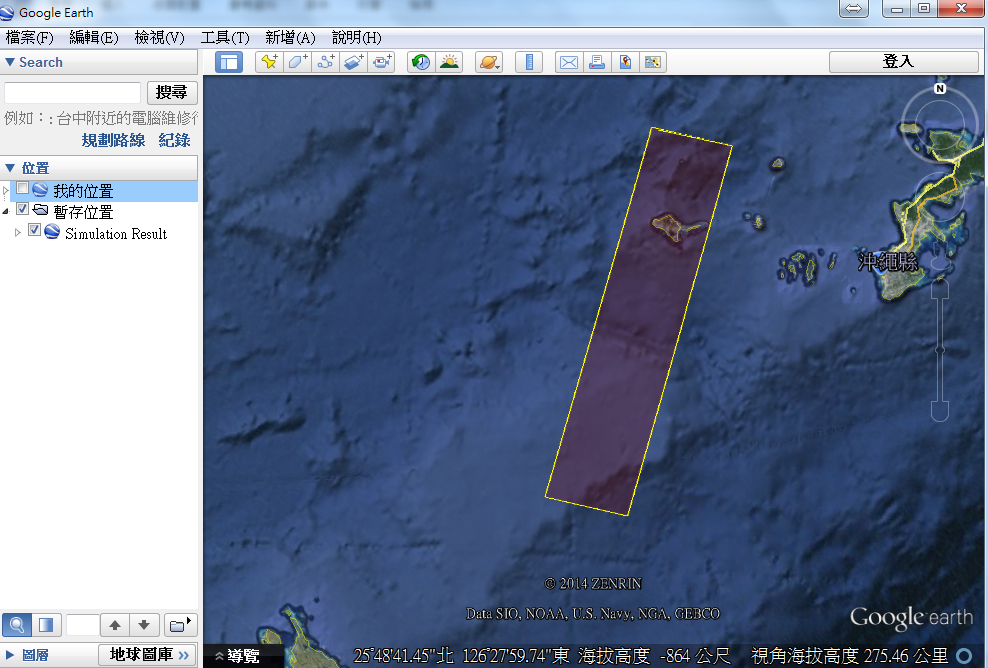 Google Earth
檔案(F) 編輯(E) 檢視(V) 工具(T) 新增(A) 說明(H)
Search
登入
搜尋
例如：: 台中附近的電腦維修
規劃路線 紀錄
位置
我的位置
暫存位置
Simulation Result
N
沖繩縣
© 2014 ZENRIN
Data SIO, NOAA, U.S. Navy, NGA, GEBCO
Google earth
圖層
地球圖庫 »
導覽
25°48'41.45"北 126°27'59.74"東 海拔高度 -864 公尺 視角海拔高度 275.46 公里